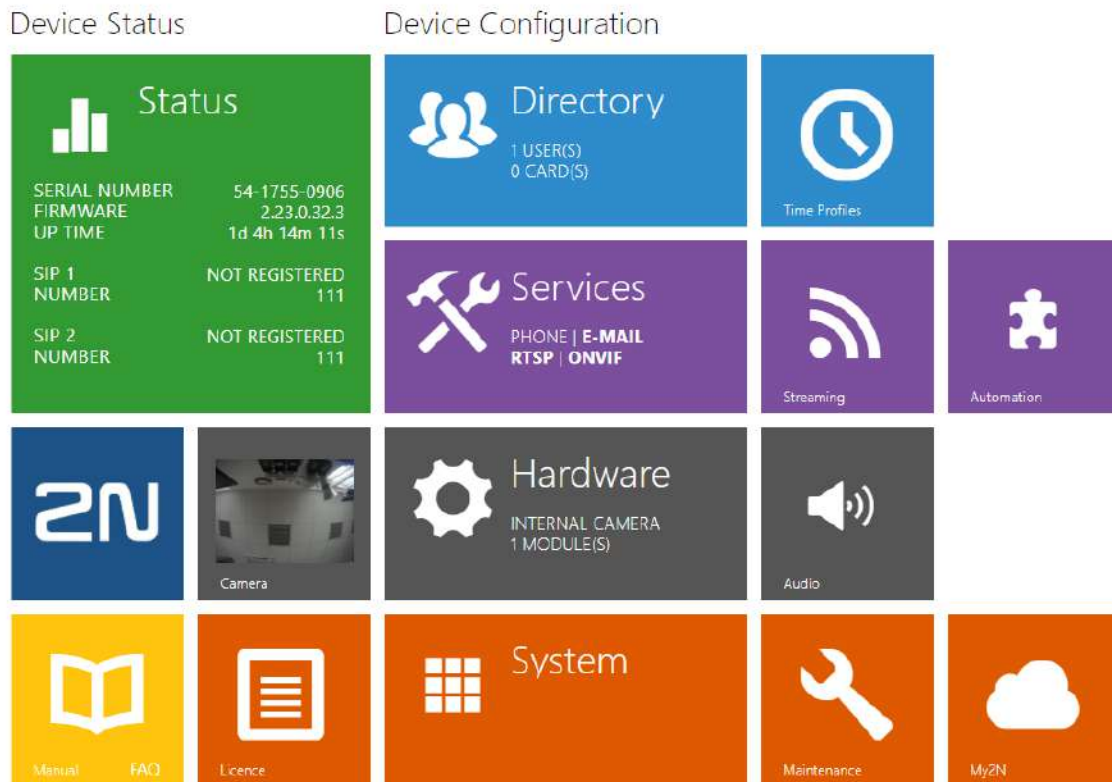 Device Status
Device Configuration
Status
SERIAL NUMBER 54-1755-0906
FIRMWARE 2.23.0.32.3
UP TIME 1d 4h 14m 11s
SIP 1 NOT REGISTERED
NUMBER 111
SIP 2 NOT REGISTERED
NUMBER 111
Directory
1 USER(S)
0 CARD(S)
Time Profiles
Services
PHONE | E-MAIL
RTSP | ONVIF
Streaming
Automation
2N
Camera
Hardware
INTERNAL CAMERA
1 MODULE(S)
Audio
Manual FAQ
Licence
System
Maintenance
My2N